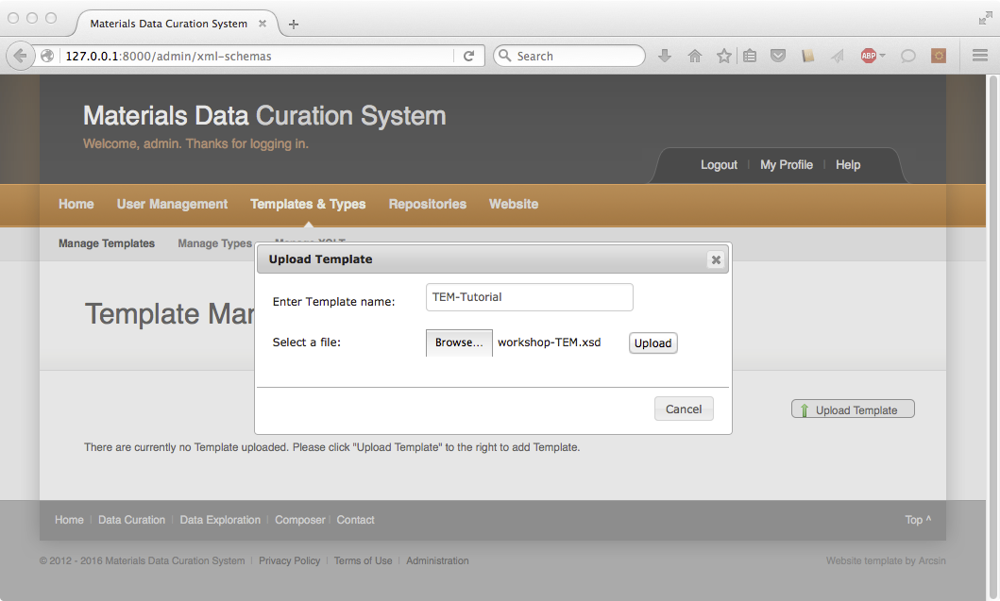 Materials Data Curation System
127.0.0.1:8000/admin/xml-schemas
Search
ABP
Materials Data Curation System
Welcome, admin. Thanks for logging in.
Logout | My Profile | Help
Home User Management Templates & Types Repositories Website
Manage Templates Manage Types Manage XSLT
Upload Template
Template Mar
Enter Template name: TEM-Tutorial
Select a file: Browse... workshop-TEM.xsd Upload
Cancel
Upload Template
There are currently no Template uploaded. Please click "Upload Template" to the right to add Template.
Home | Data Curation | Data Exploration | Composer | Contact Top ^
© 2012 - 2016 Materials Data Curation System | Privacy Policy | Terms of Use | Administration Website template by Arcsin